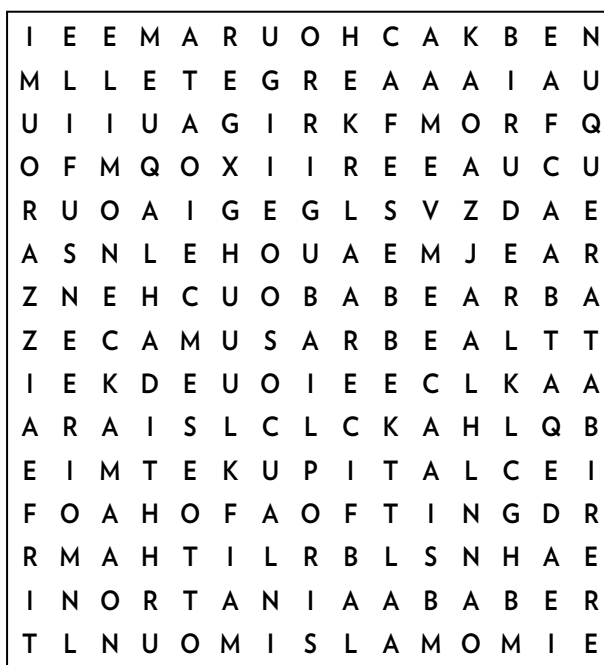 I E E M A R U O H C A K B E N
M L L E T E G R E A A A I A U
U I I U A G I R K F M O R F Q
O F M Q O X I I R E E A U C U
R U O A I G E G L S V Z D A E
A S N L E H O U A E M J E A R
Z N E H C U O B A B E A R B A
Z E C A M U S A R B E A L T T
I E K D E U O I E E C L K A A
A R A I S L C L C K A H L Q B
E I M T E K U P I T A L C E I
F O A H O F A O F T I N G D R
R M A H T I L R B L S N H A E
I N O R T A N I A A B A B E R
T L N U O M I S L A M O M I E